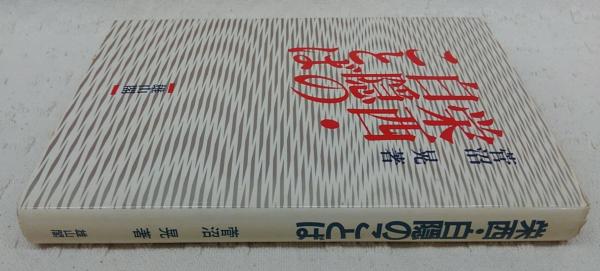 栄西・
白隠の
ことば
菅沼 晃 著
雄山閣
栄西・白隠のことば 菅沼 晃 著 雄山閣